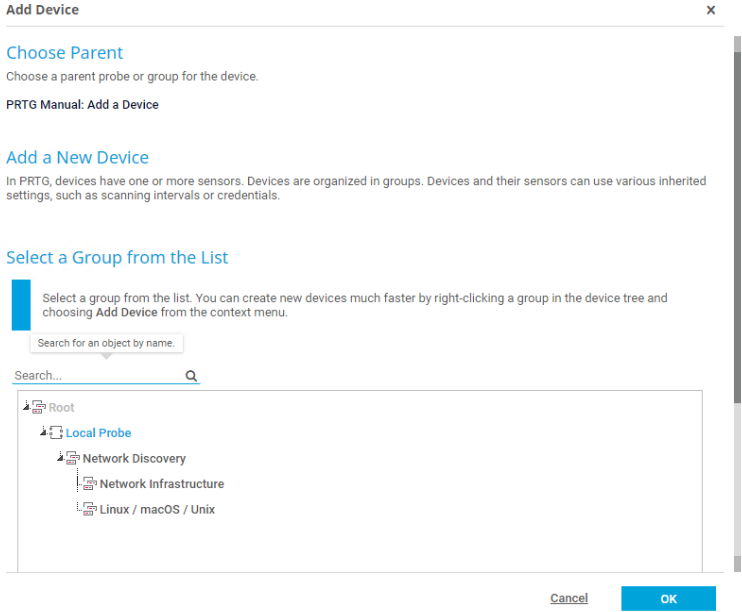 Add Device
Choose Parent
Choose a parent probe or group for the device.
PRTG Manual: Add a Device
Add a New Device
In PRTG, devices have one or more sensors. Devices are organized in groups. Devices and their sensors can use various inherited
settings, such as scanning intervals or credentials.
Select a Group from the List
Select a group from the list. You can create new devices much faster by right-clicking a group in the device tree and
choosing Add Device from the context menu.
Search for an object by name.
Search...
Root
Local Probe
Network Discovery
Network Infrastructure
Linux / macOS / Unix
Cancel
OK